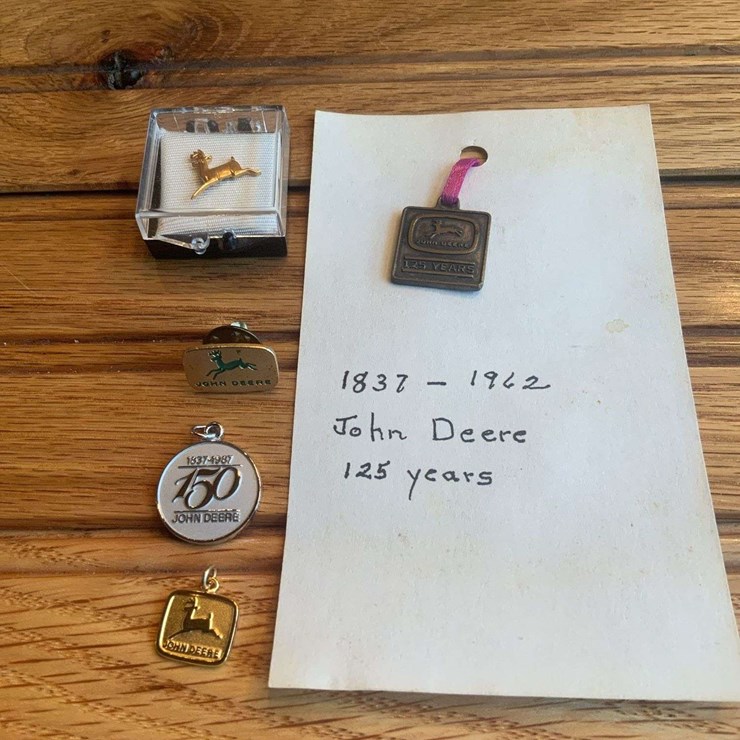 JOHN DEERE
125 YEARS
JOHN DEERE
1837-1987
150
JOHN DEERE
JOHN DEERE
1837 - 1962
John Deere
125 years